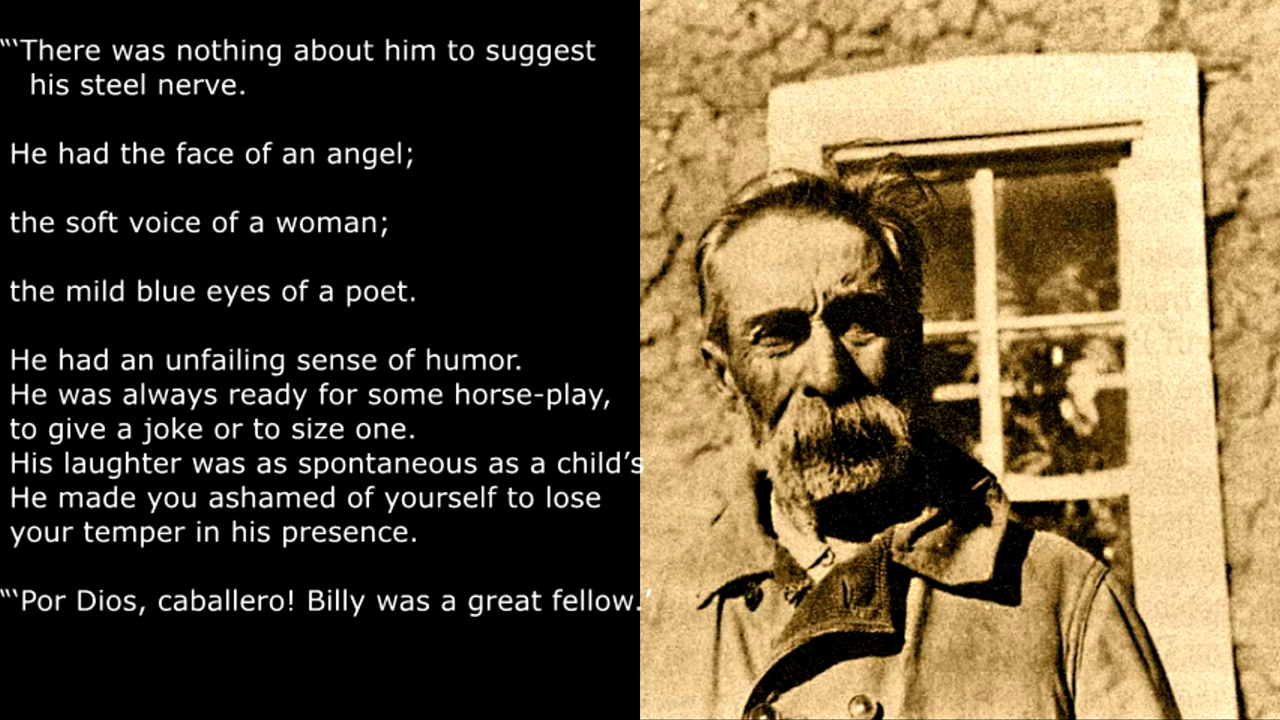 “‘There was nothing about him to suggest
his steel nerve.
He had the face of an angel;
the soft voice of a woman;
the mild blue eyes of a poet.
He had an unfailing sense of humor.
He was always ready for some horse-play,
to give a joke or to size one.
His laughter was as spontaneous as a child’s
He made you ashamed of yourself to lose
your temper in his presence.
“‘Por Dios, caballero! Billy was a great fellow.’